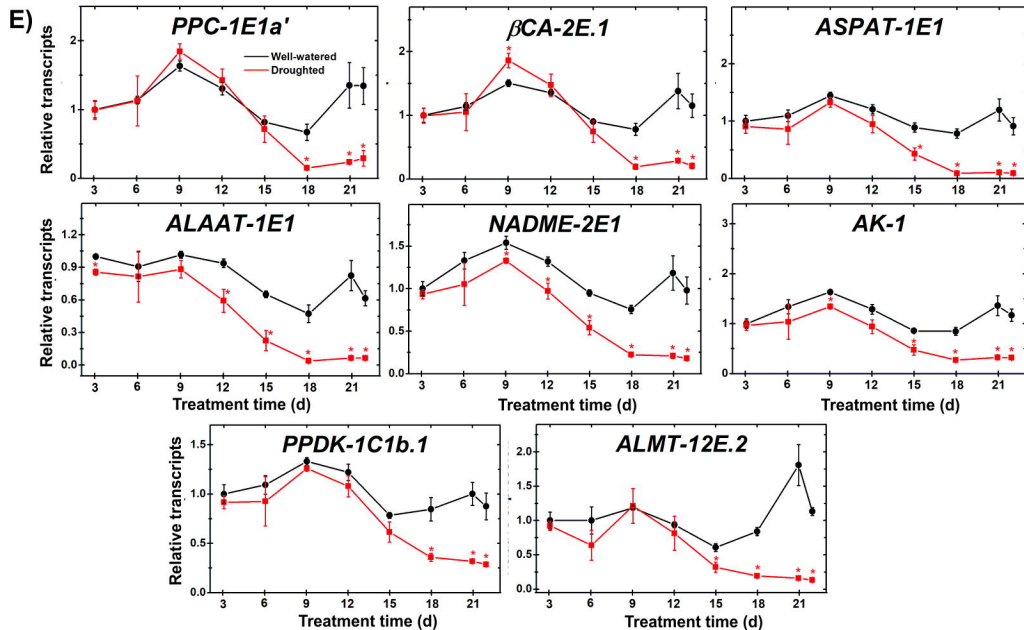 E)
PPC-1E1a'
βCA-2E.1
ASPAT-1E1
Relative transcripts
Well-watered
Droughted
2
1
0
3 6 9 12 15 18 21
2
1
0
3 6 9 12 15 18 21
2
1
0
3 6 9 12 15 18 21
* * * * * * * * * * * *
ALAAT-1E1
NADME-2E1
AK-1
Relative transcripts
1.2
0.9
0.6
0.3
0.0
3 6 9 12 15 18 21
1.5
1.0
0.5
0.0
3 6 9 12 15 18 21
3
2
1
0
3 6 9 12 15 18 21
* * * * * * * * * * * * * * * * *
Treatment time (d)
Treatment time (d)
Treatment time (d)
PPDK-1C1b.1
ALMT-12E.2
Relative transcripts
1.5
1.0
0.5
0.0
3 6 9 12 15 18 21
2.0
1.5
1.0
0.5
0.0
3 6 9 12 15 18 21
* * * * * * *
Treatment time (d)
Treatment time (d)